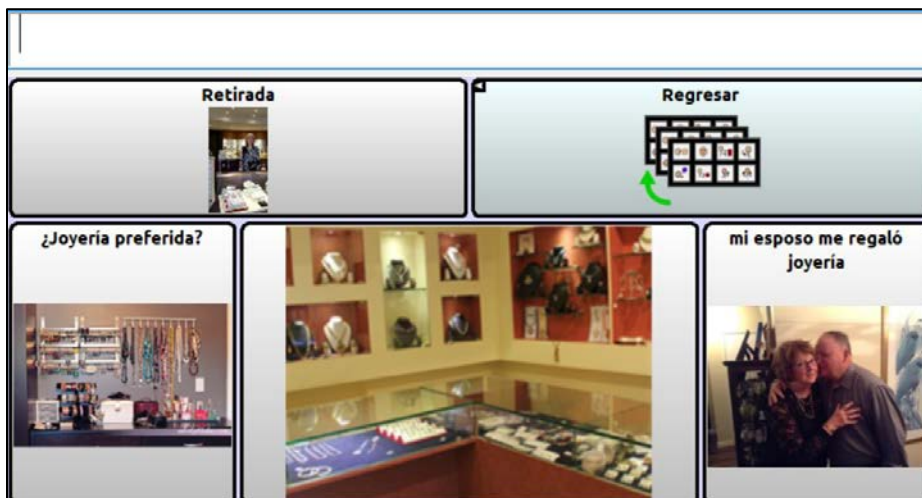 Retirada
Regresar
¿Joyería preferida?
mi esposo me regaló
joyería